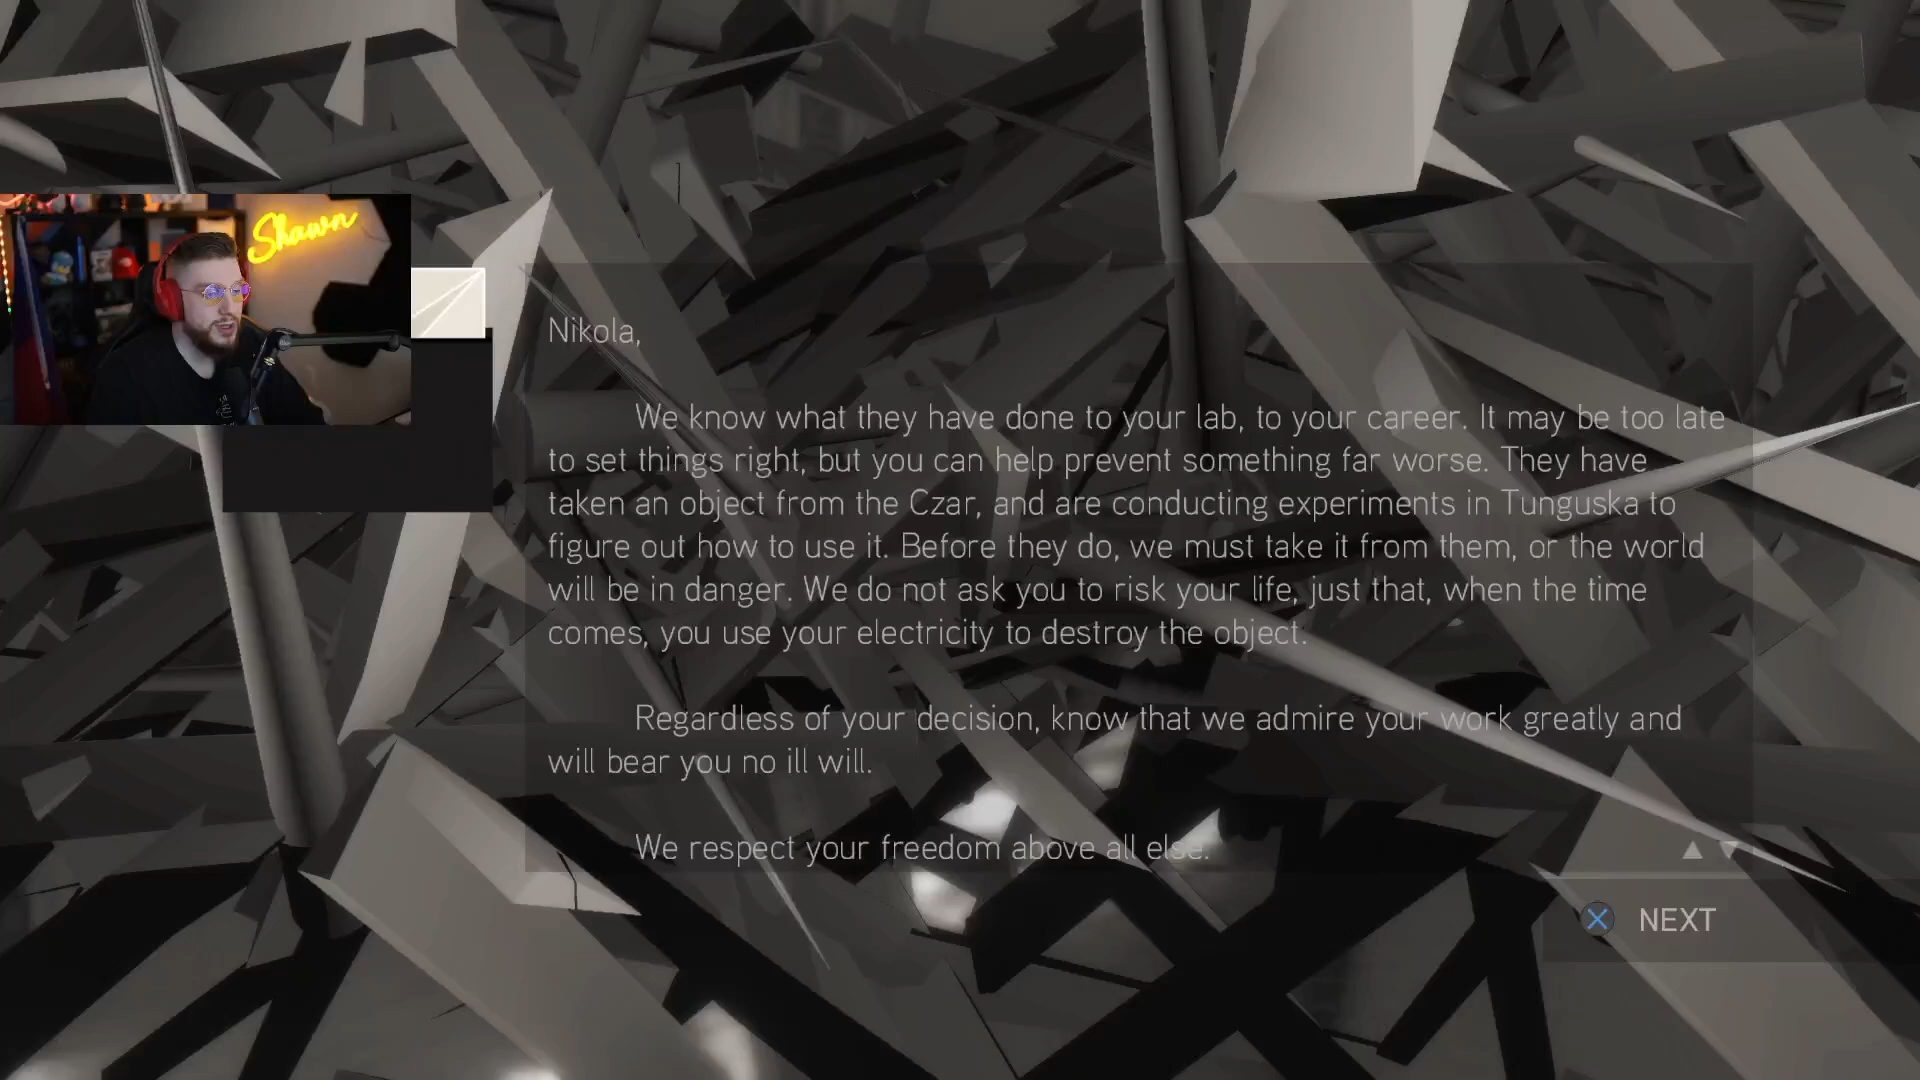 Shawn
Nikola,
We know what they have done to your lab, to your career. It may be too late
to set things right, but you can help prevent something far worse. They have
taken an object from the Czar, and are conducting experiments in Tunguska to
figure out how to use it. Before they do, we must take it from them, or the world
will be in danger. We do not ask you to risk your life, just that, when the time
comes, you use your electricity to destroy the object.
Regardless of your decision, know that we admire your work greatly and
will bear you no ill will.
We respect your freedom above all else.
NEXT